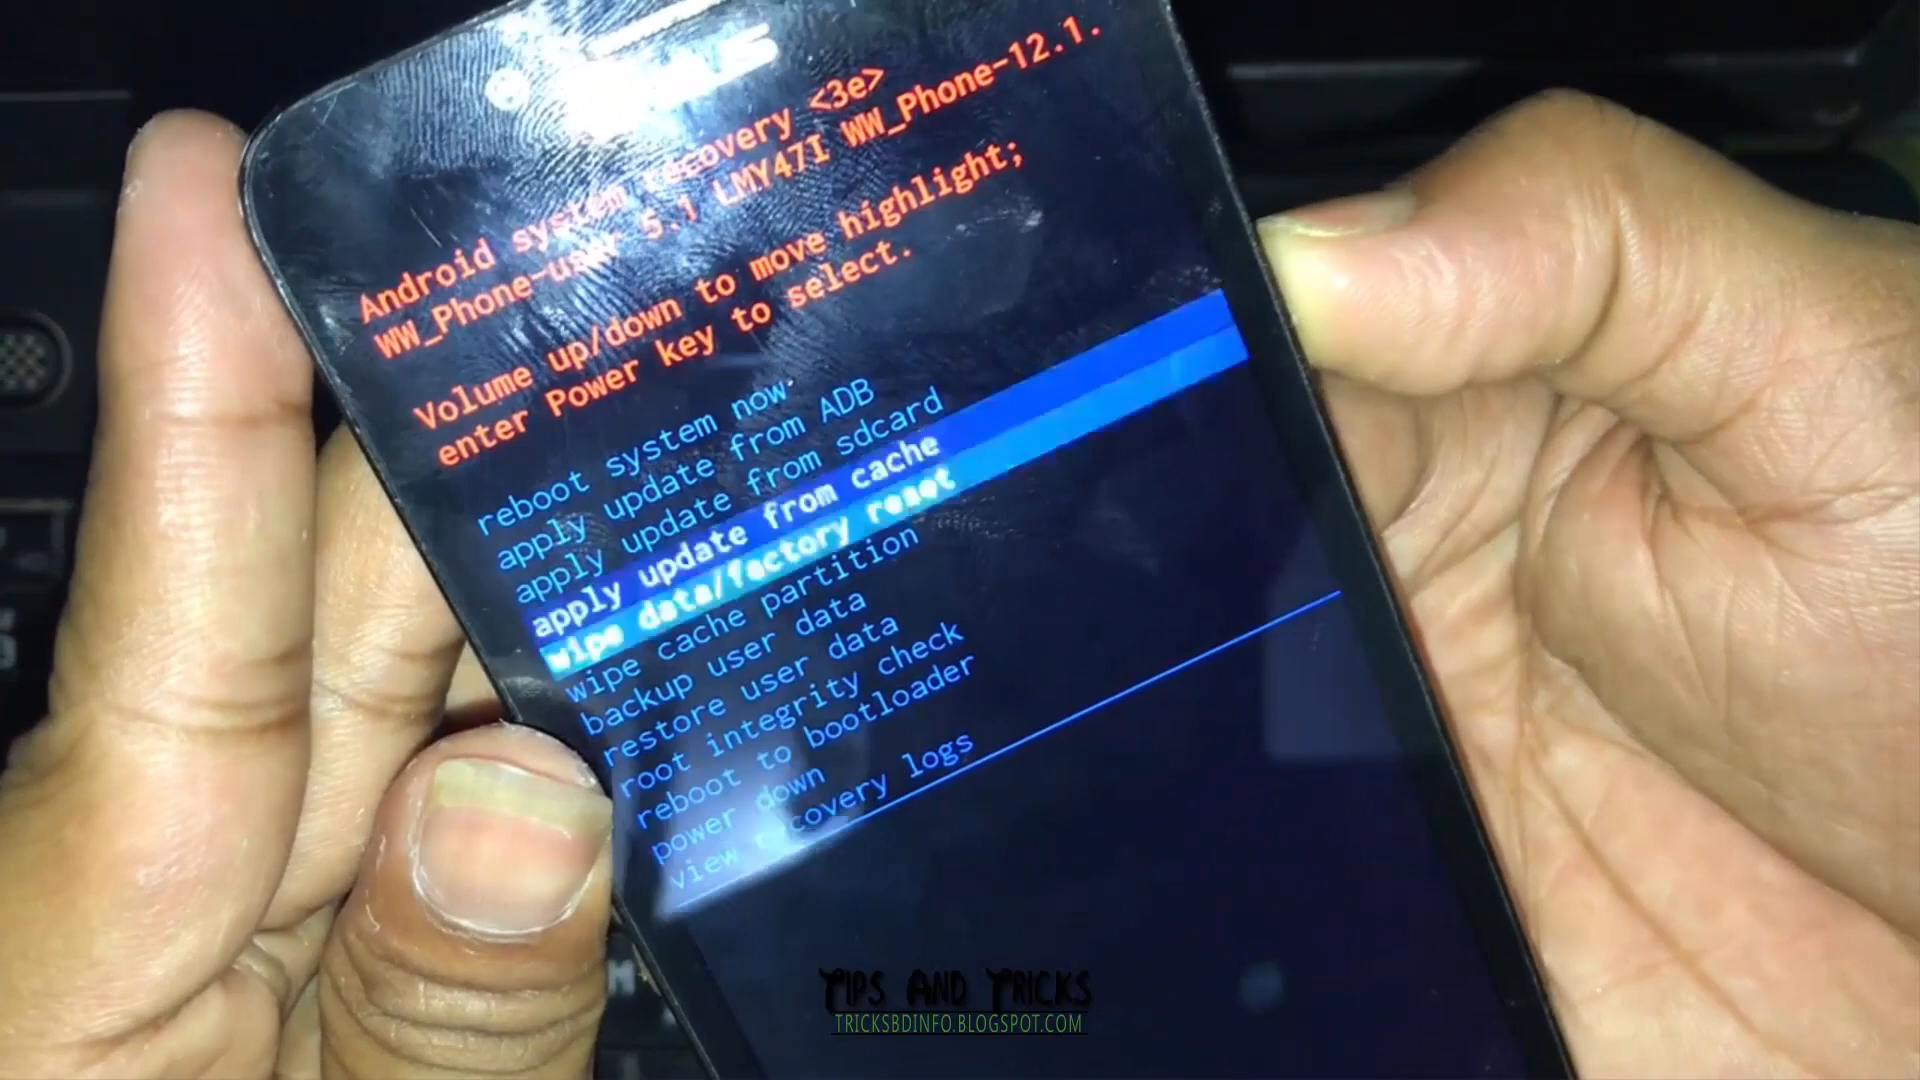 Android system recovery <3e>
WW_Phone-user 5.1 LMY47I WW_Phone-12.1.
Volume up/down to move highlight;
enter Power key to select.
reboot system now
apply update from ADB
apply update from sdcard
apply update from cache
wipe data/factory reset
wipe cache partition
backup user data
restore user data
root integrity check
reboot to bootloader
power down
view recovery logs
Tips And Tricks
TRICKSBDINFO.BLOGSPOT.COM